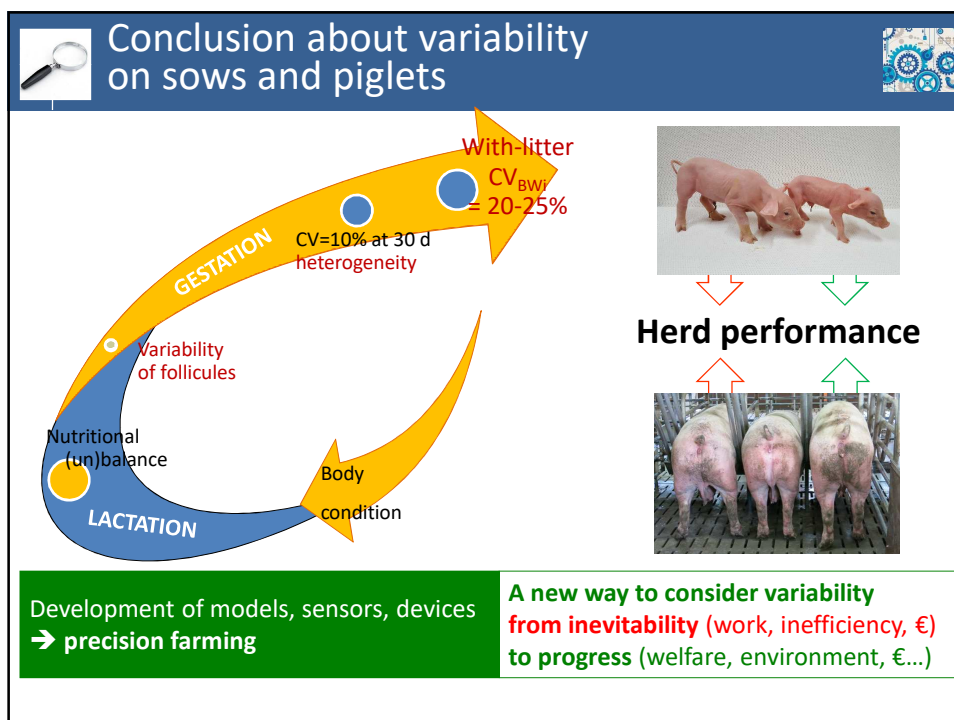 Conclusion about variability
on sows and piglets
With-litter
CV_BWi
= 20-25%
CV=10% at 30 d
heterogeneity
GESTATION
Variability
of follicules
Nutritional
(un)balance
LACTATION
Body
condition
Herd performance
Development of models, sensors, devices
➔ precision farming
A new way to consider variability
from inevitability (work, inefficiency, €)
to progress (welfare, environment, €…)